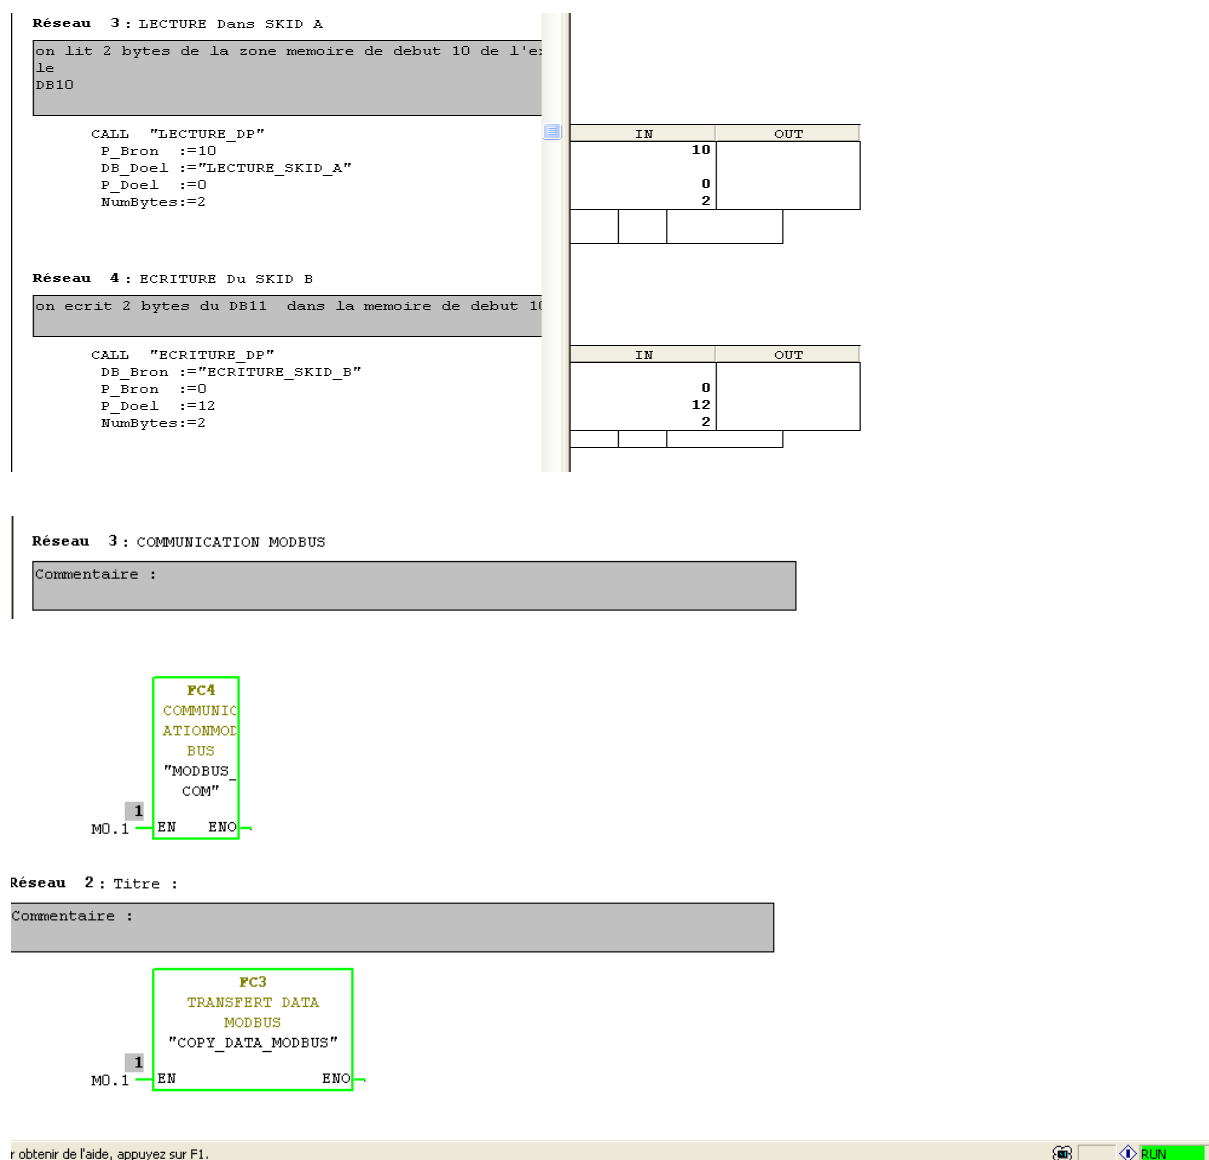 Réseau 3 : LECTURE Dans SKID A
on lit 2 bytes de la zone memoire de debut 10 de
le
DB10
CALL "LECTURE_DP"
P_Bron :=10
DB_Doel :="LECTURE_SKID_A"
P_Doel :=0
NumBytes:=2
IN OUT
10
0
2
Réseau 4 : ECRITURE Du SKID B
on ecrit 2 bytes du DB11 dans la memoire de debut
CALL "ECRITURE_DP"
DB_Bron :="ECRITURE_SKID_B"
P_Bron :=0
P_Doel :=12
NumBytes:=2
IN OUT
0
12
2
Réseau 3 : COMMUNICATION MODBUS
Commentaire :
FC4
COMMUNIC
ATIONMOD
BUS
"MODBUS_
COM"
1
M0.1 EN ENO
Réseau 2 : Titre :
Commentaire :
FC3
TRANSFERT DATA
MODBUS
"COPY_DATA_MODBUS"
1
M0.1 EN ENO
r obtenir de l'aide, appuyez sur F1.
RUN